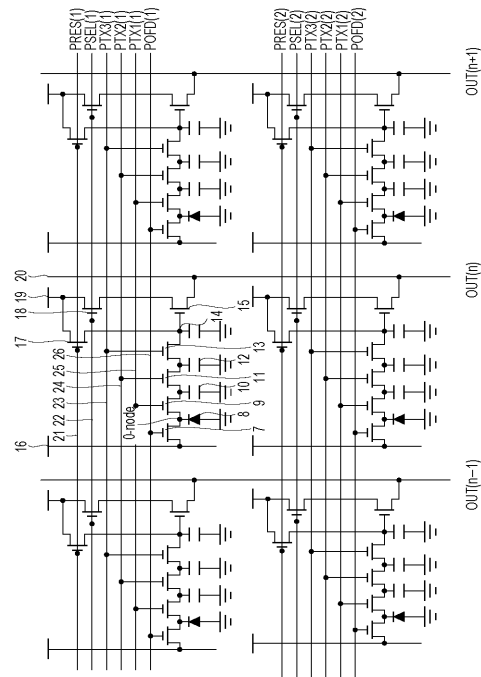 PRES(1)
PSEL(1)
PTX3(1)
PTX2(1)
PTX1(1)
POFD(1)
PRES(2)
PSEL(2)
PTX3(2)
PTX2(2)
PTX1(2)
POFD(2)
OUT(n+1)
20
19
18
17
15
14
13
12
11
10
9
8
7
26
25
24
23
22
21
16
0-node
OUT(n)
OUT(n−1)